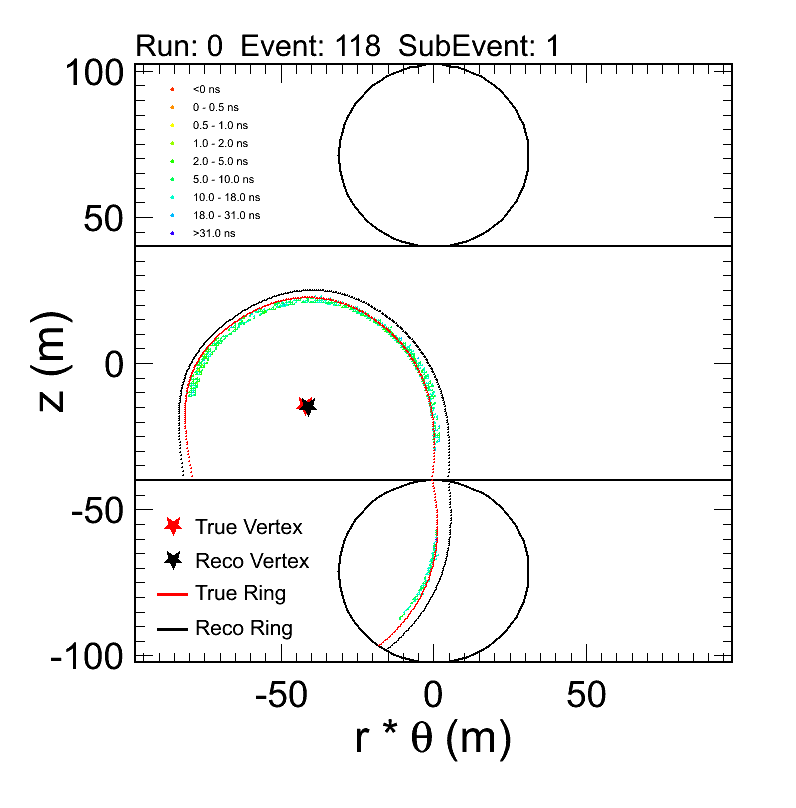 Run: 0 Event: 118 SubEvent: 1
100
<0 ns
0 - 0.5 ns
0.5 - 1.0 ns
1.0 - 2.0 ns
2.0 - 5.0 ns
5.0 - 10.0 ns
10.0 - 18.0 ns
18.0 - 31.0 ns
>31.0 ns
50
0
z (m)
-50
True Vertex
Reco Vertex
True Ring
Reco Ring
-100
-50 0 50
r * θ (m)